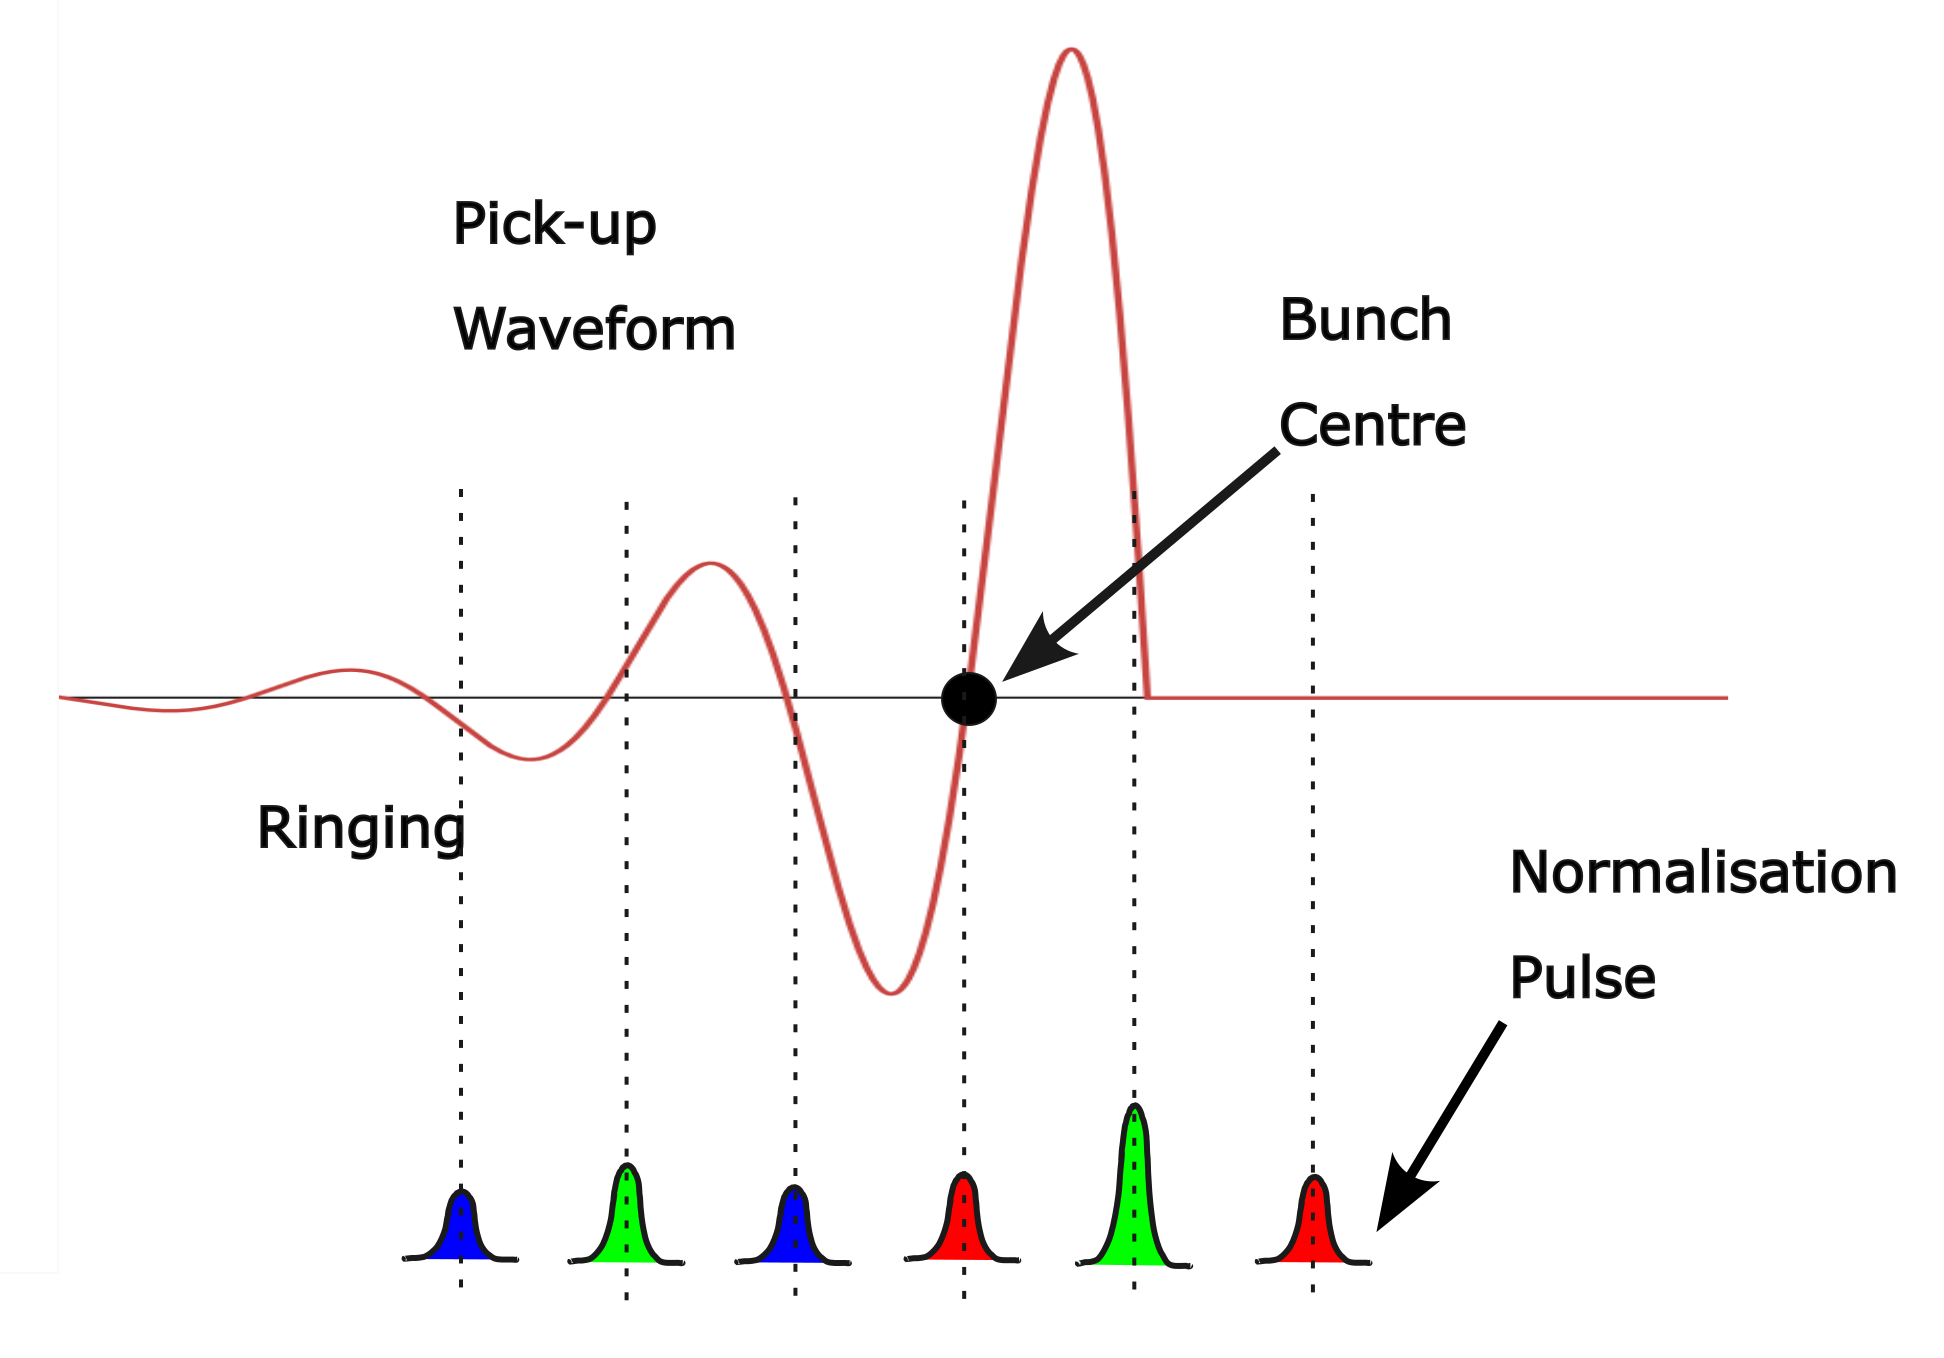 Pick-up
Waveform
Bunch
Centre
Ringing
Normalisation
Pulse